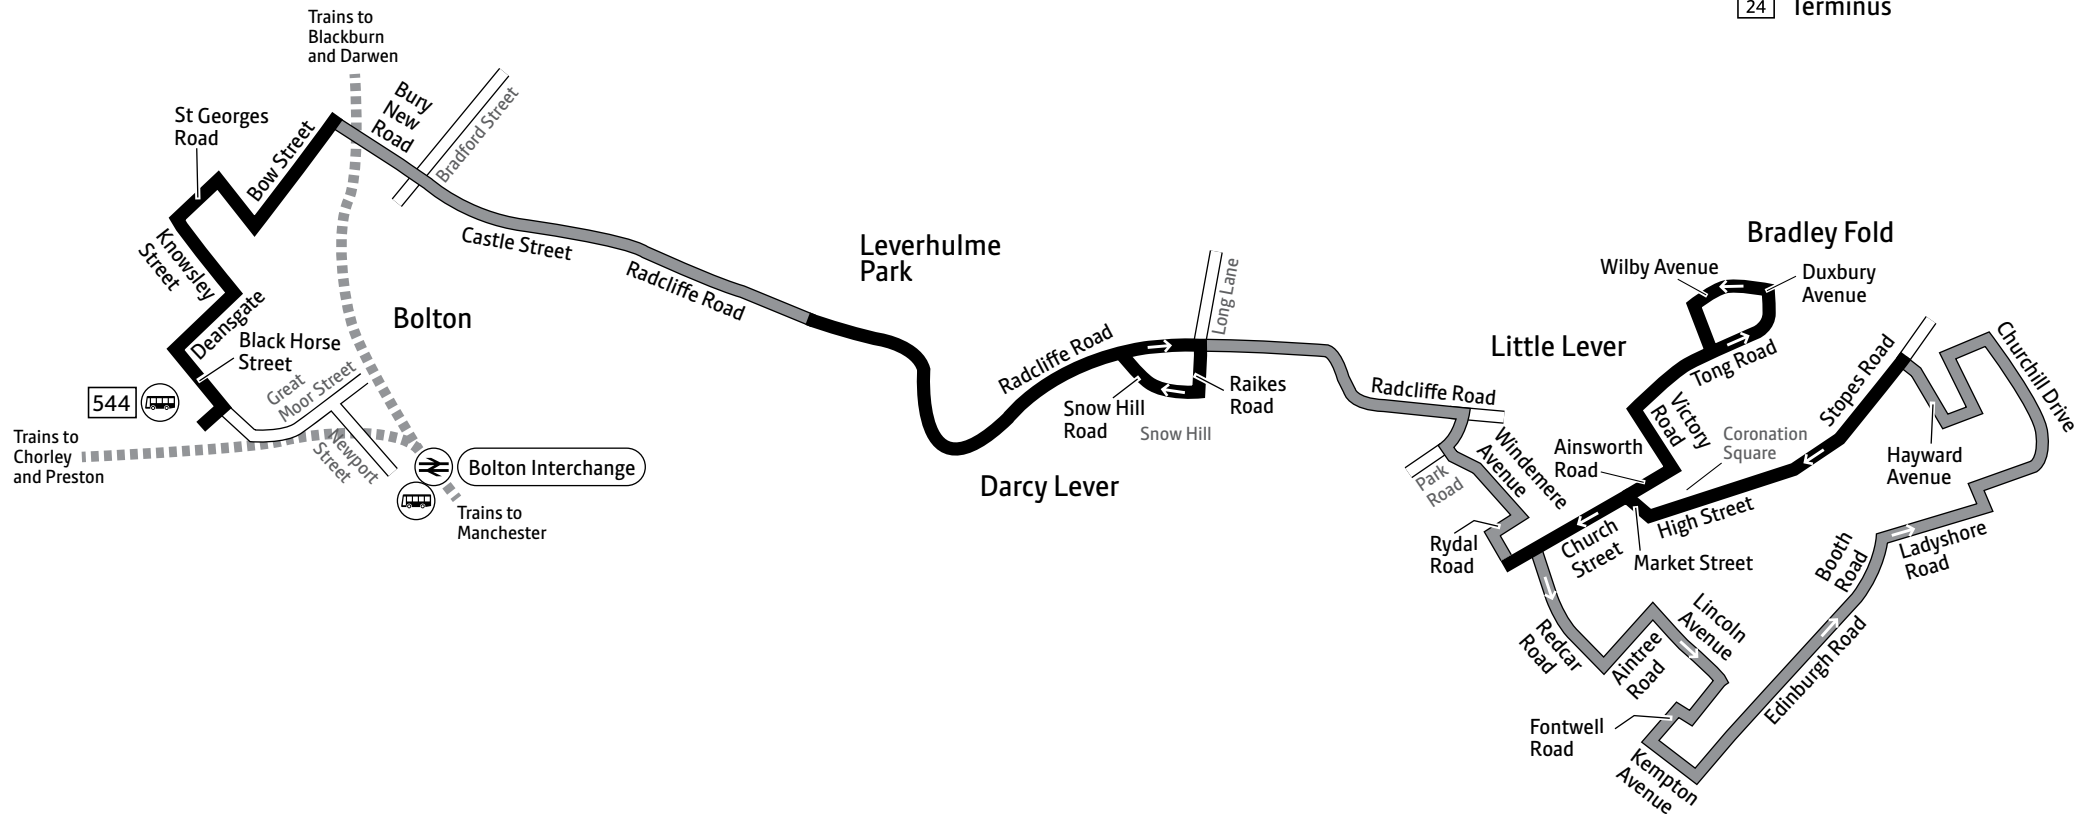 24 Terminus
Trains to
Blackburn
and Darwen
Bury
New
Road
Bradford Street
St Georges
Road
Bow Street
Knowsley
Street
Deansgate
Black Horse
Street
Great
Moor Street
544
Trains to
Chorley
and Preston
Newport
Street
Bolton Interchange
Trains to
Manchester
Bolton
Castle Street
Radcliffe Road
Leverhulme
Park
Radcliffe Road
Long Lane
Snow Hill
Road
Snow Hill
Raikes
Road
Darcy Lever
Radcliffe Road
Little Lever
Windemere
Avenue
Park
Road
Rydal
Road
Bradley Fold
Wilby Avenue
Duxbury
Avenue
Tong Road
Victory
Road
Ainsworth
Road
Coronation
Square
Stopes Road
High Street
Church
Street
Market Street
Churchill Drive
Hayward
Avenue
Ladyshore
Road
Booth
Road
Edinburgh Road
Redcar
Road
Aintree
Road
Lincoln
Avenue
Fontwell
Road
Kempton
Avenue